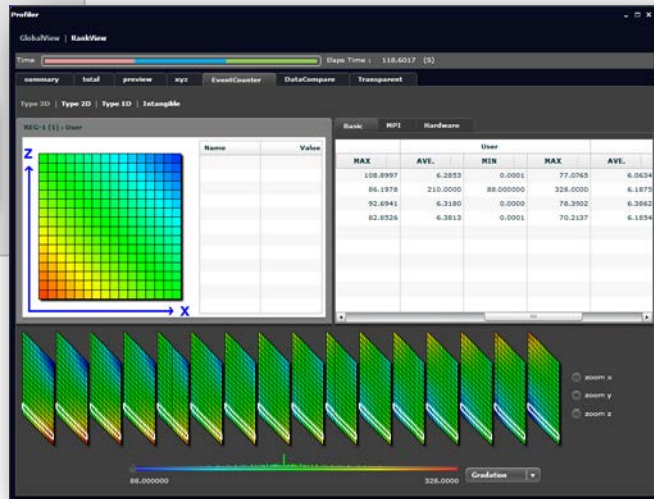 Profiler
GlobalView | RankView
Time
Elaps Time : 118.6017 (S)
summary total preview xyz EventCounter DataCompare Transparent
Type 3D | Type 2D | Type 1D | Intangible
REG-1 (1) : User
Basic MPI Hardware
Name Value
User
MAX AVE. MIN MAX AVE.
108.8997 6.2853 0.0001 77.0765 6.0634
86.1978 210.0000 88.000000 328.0000 6.1875
92.6941 6.3180 0.0000 78.3902 6.3862
82.8526 6.3813 0.0001 70.2137 6.1854
Z
X
zoom x
zoom y
zoom z
88.000000 328.0000
Gradation